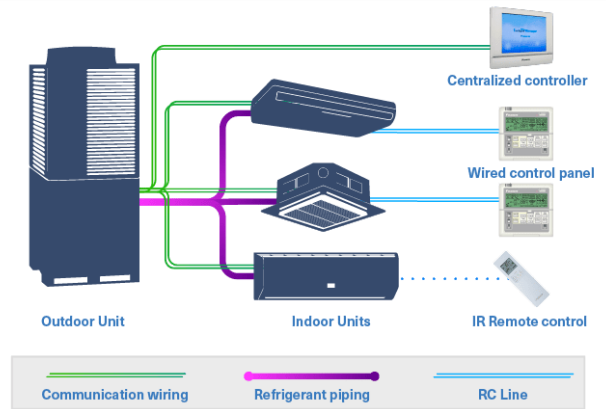 Centralized controller
Wired control panel
Outdoor Unit
Indoor Units
IR Remote control
Communication wiring
Refrigerant piping
RC Line